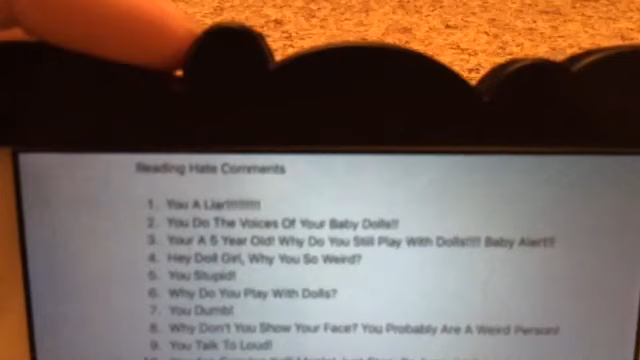 Reading Hate Comments
1. You A Liar!!!!!!!!!!
2. You Do The Voices Of Your Baby Dolls!!
3. Your A 5 Year Old! Why Do You Still Play With Dolls!!!! Baby Alert!!
4. Hey Doll Girl, Why You So Weird?
5. You Stupid!
6. Why Do You Play With Dolls?
7. You Dumb!
8. Why Don't You Show Your Face? You Probably Are A Weird Person!
9. You Talk To Loud!